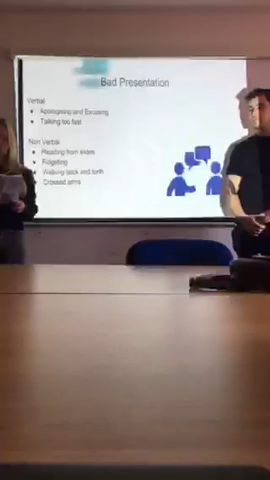 Bad Presentation
Verbal
● Apologising and Excusing
● Talking too fast
Non Verbal
● Reading from slides
● Fidgeting
● Walking back and forth
● Crossed arms